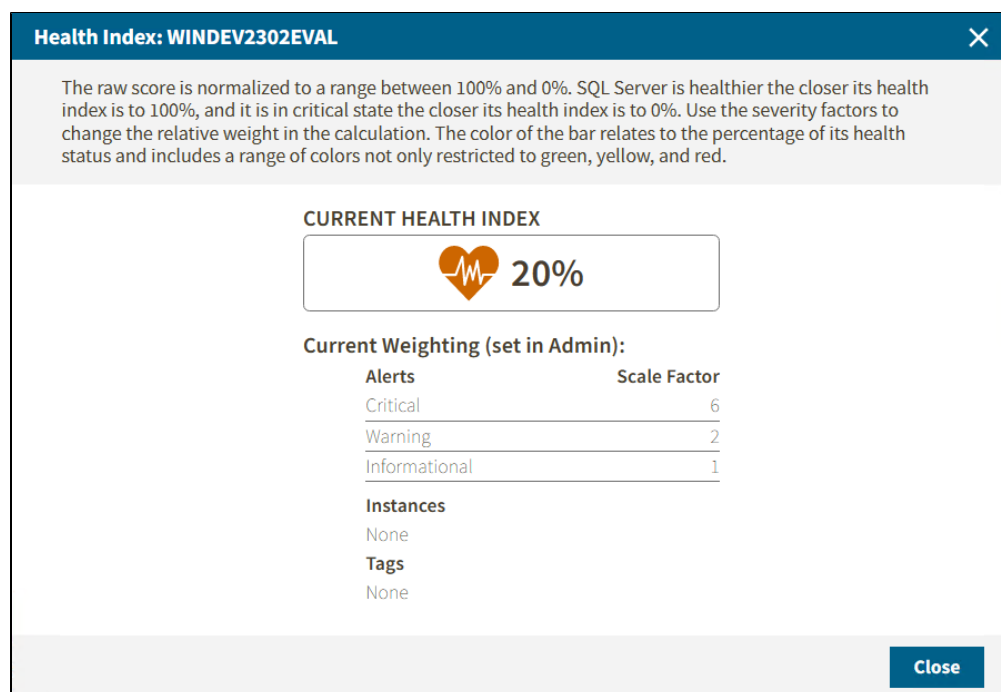 Health Index: WINDEV2302EVAL
The raw score is normalized to a range between 100% and 0%. SQL Server is healthier the closer its health
index is to 100%, and it is in critical state the closer its health index is to 0%. Use the severity factors to
change the relative weight in the calculation. The color of the bar relates to the percentage of its health
status and includes a range of colors not only restricted to green, yellow, and red.
CURRENT HEALTH INDEX
20%
Current Weighting (set in Admin):
Alerts Scale Factor
Critical 6
Warning 2
Informational 1
Instances
None
Tags
None
Close